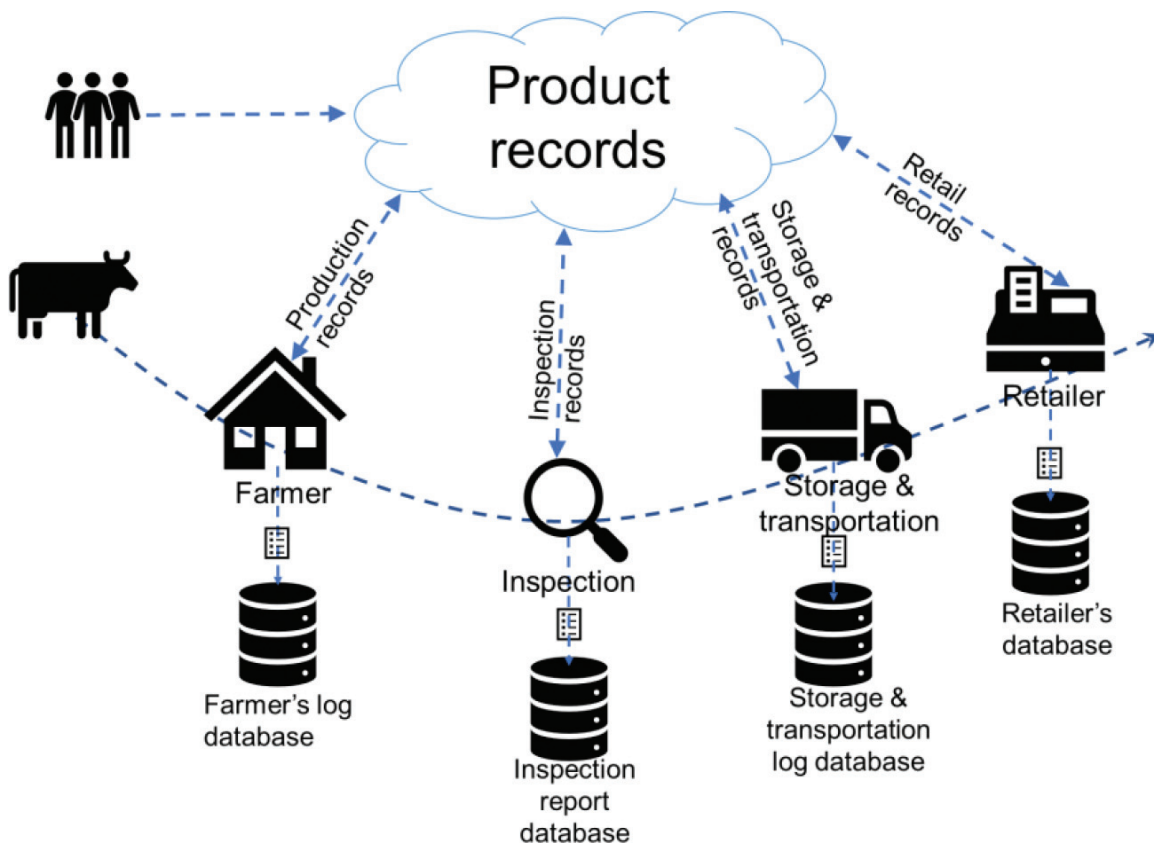 Product
records
Production
records
Inspection
records
Storage &
transportation
records
Retail
records
Farmer
Inspection
Storage &
transportation
Retailer
Farmer's log
database
Inspection
report
database
Storage &
transportation
log database
Retailer's
database